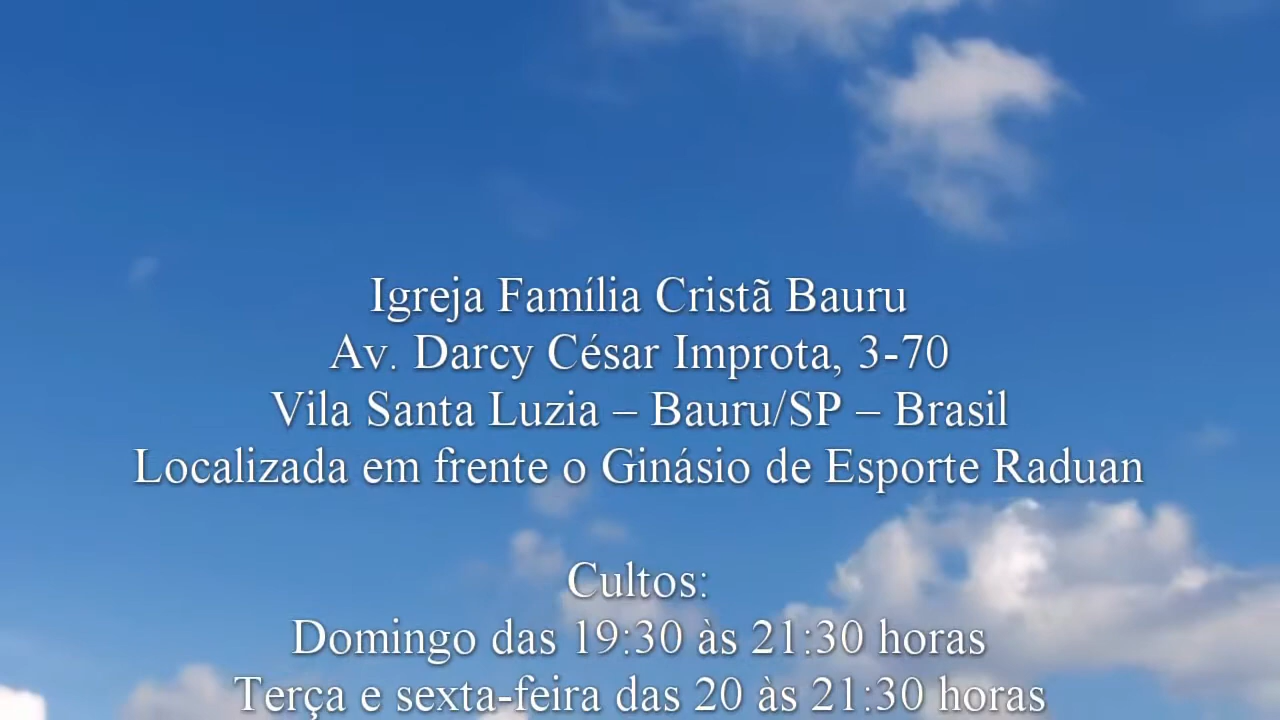 Igreja Família Cristã Bauru
Av. Darcy César Improta, 3-70
Vila Santa Luzia – Bauru/SP – Brasil
Localizada em frente o Ginásio de Esporte Raduan
Cultos:
Domingo das 19:30 às 21:30 horas
Terça e sexta-feira das 20 às 21:30 horas